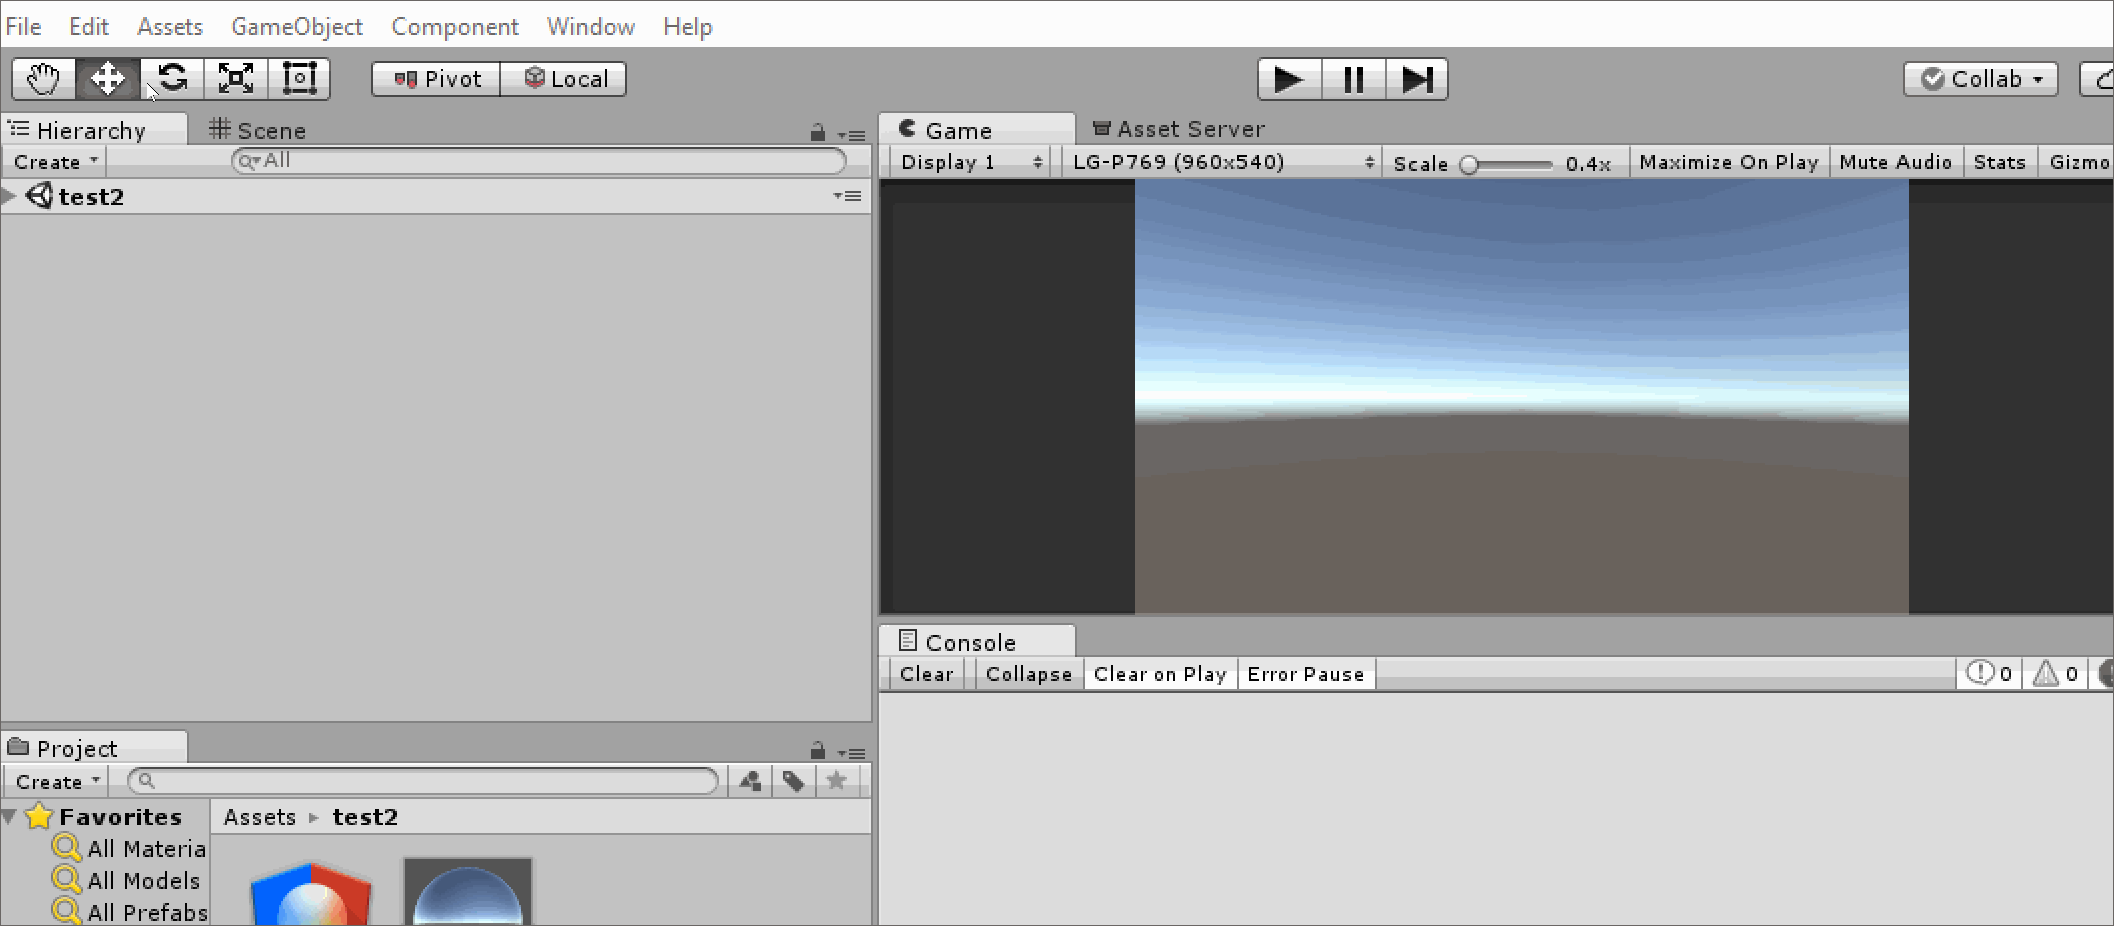 File Edit Assets GameObject Component Window Help
Pivot Local Collab
Hierarchy Scene
Create All
test2
Game Asset Server
Display 1 LG-P769 (960x540) Scale 0.4x Maximize On Play Mute Audio Stats Gizmo
Console
Clear Collapse Clear on Play Error Pause 0 0
Project
Create
Favorites
All Materia
All Models
All Prefabs
Assets test2